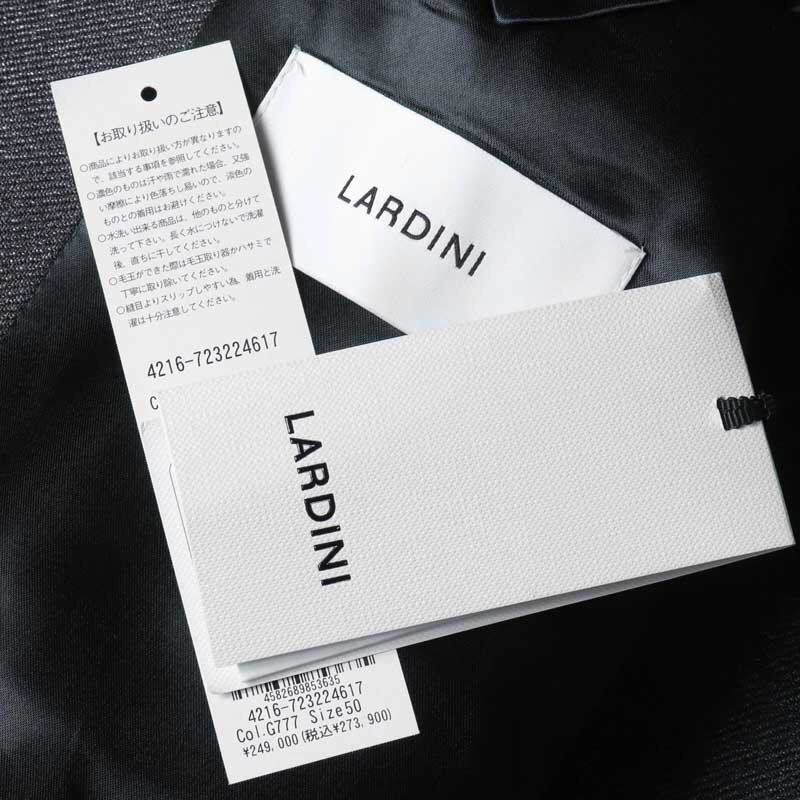 【お取り扱いのご注意】
○商品によりお取り扱い方が異なりますの
で、該当する事項を参照してください。
○濃色のものは汗や雨で濡れた場合、又強
い摩擦により色落ちし易いので、淡色の
ものとの着用はお避けください。
○水洗い出来る商品は、他のものと分けて
洗って下さい。長く水につけないで洗濯
後、直ちに干してください。
○毛玉ができた際は毛玉取り器かハサミで
丁寧に取り除いてください。
○縫目よりスリップしやすい為、着用と洗
濯は十分注意してください。
4216-723224617
C
LARDINI
LARDINI
4582689853635
4216-723224617
Col.G777 Size50
¥249,000(税込¥273,900)